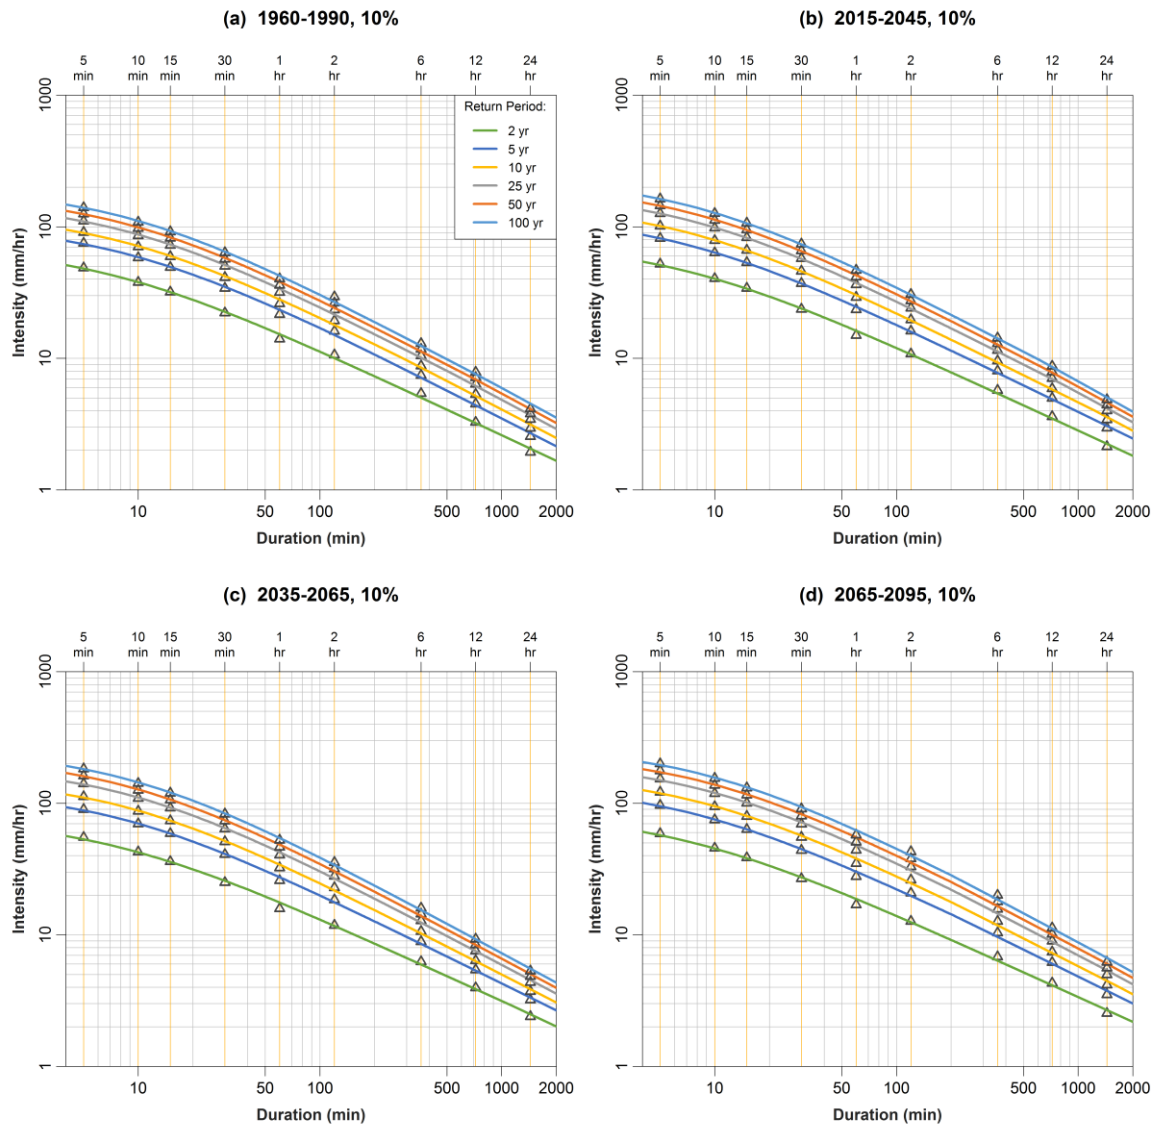 (a) 1960-1990, 10%
5 10 15 30 1 2 6 12 24
min min min min hr hr hr hr hr
1000
100
10
1
Intensity (mm/hr)
Return Period:
2 yr
5 yr
10 yr
25 yr
50 yr
100 yr
10 50 100 500 1000 2000
Duration (min)
(b) 2015-2045, 10%
5 10 15 30 1 2 6 12 24
min min min min hr hr hr hr hr
1000
100
10
1
Intensity (mm/hr)
10 50 100 500 1000 2000
Duration (min)
(c) 2035-2065, 10%
5 10 15 30 1 2 6 12 24
min min min min hr hr hr hr hr
1000
100
10
1
Intensity (mm/hr)
10 50 100 500 1000 2000
Duration (min)
(d) 2065-2095, 10%
5 10 15 30 1 2 6 12 24
min min min min hr hr hr hr hr
1000
100
10
1
Intensity (mm/hr)
10 50 100 500 1000 2000
Duration (min)